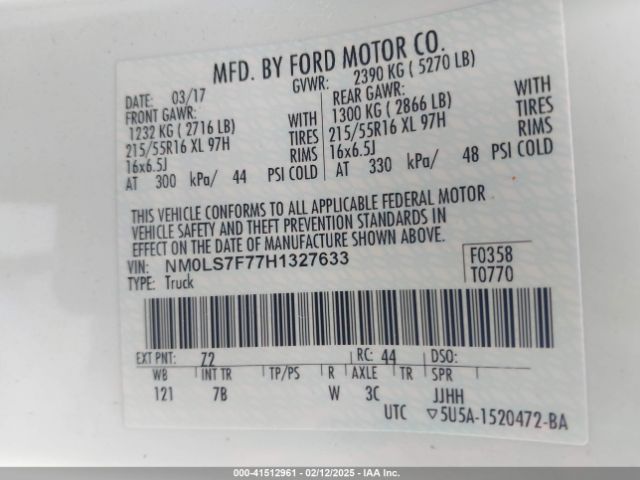 MFD. BY FORD MOTOR CO.
DATE: 03/17 GVWR: 2390 KG ( 5270 LB)
FRONT GAWR: REAR GAWR:
1232 KG ( 2716 LB) WITH 1300 KG ( 2866 LB) WITH
215/55R16 XL 97H TIRES 215/55R16 XL 97H TIRES
16x6.5J RIMS 16x6.5J RIMS
AT 300 kPa/ 44 PSI COLD AT 330 kPa/ 48 PSI COLD
THIS VEHICLE CONFORMS TO ALL APPLICABLE FEDERAL MOTOR
VEHICLE SAFETY AND THEFT PREVENTION STANDARDS IN
EFFECT ON THE DATE OF MANUFACTURE SHOWN ABOVE.
VIN: NM0LS7F77H1327633 F0358
TYPE: Truck T0770
EXT PNT: Z2 RC: 44 DSO:
WB INT TR TP/PS R AXLE TR SPR
121 7B W 3C JJHH
UTC ▽5U5A-1520472-BA
000-41512961 - 02/12/2025 - IAA Inc.